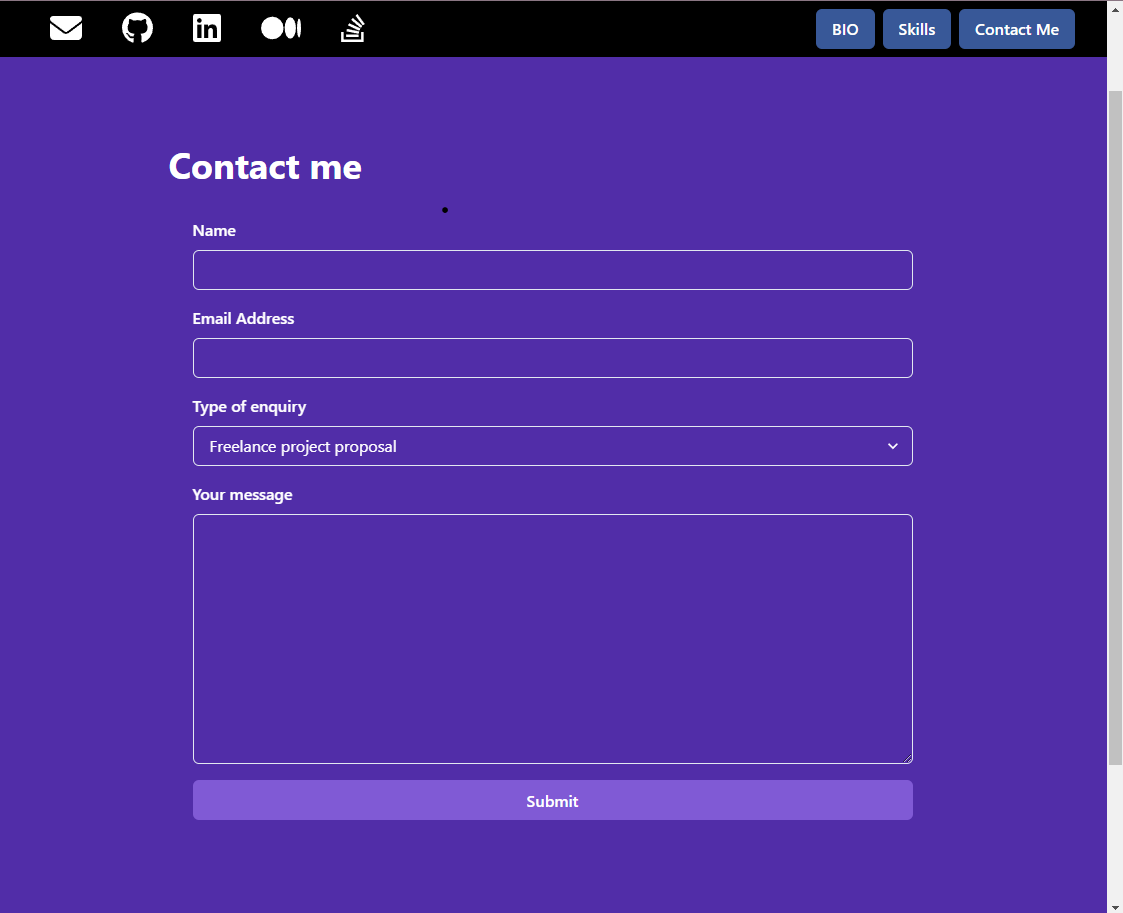 BIO Skills Contact Me
Contact me
Name
Email Address
Type of enquiry
Freelance project proposal
Your message
Submit